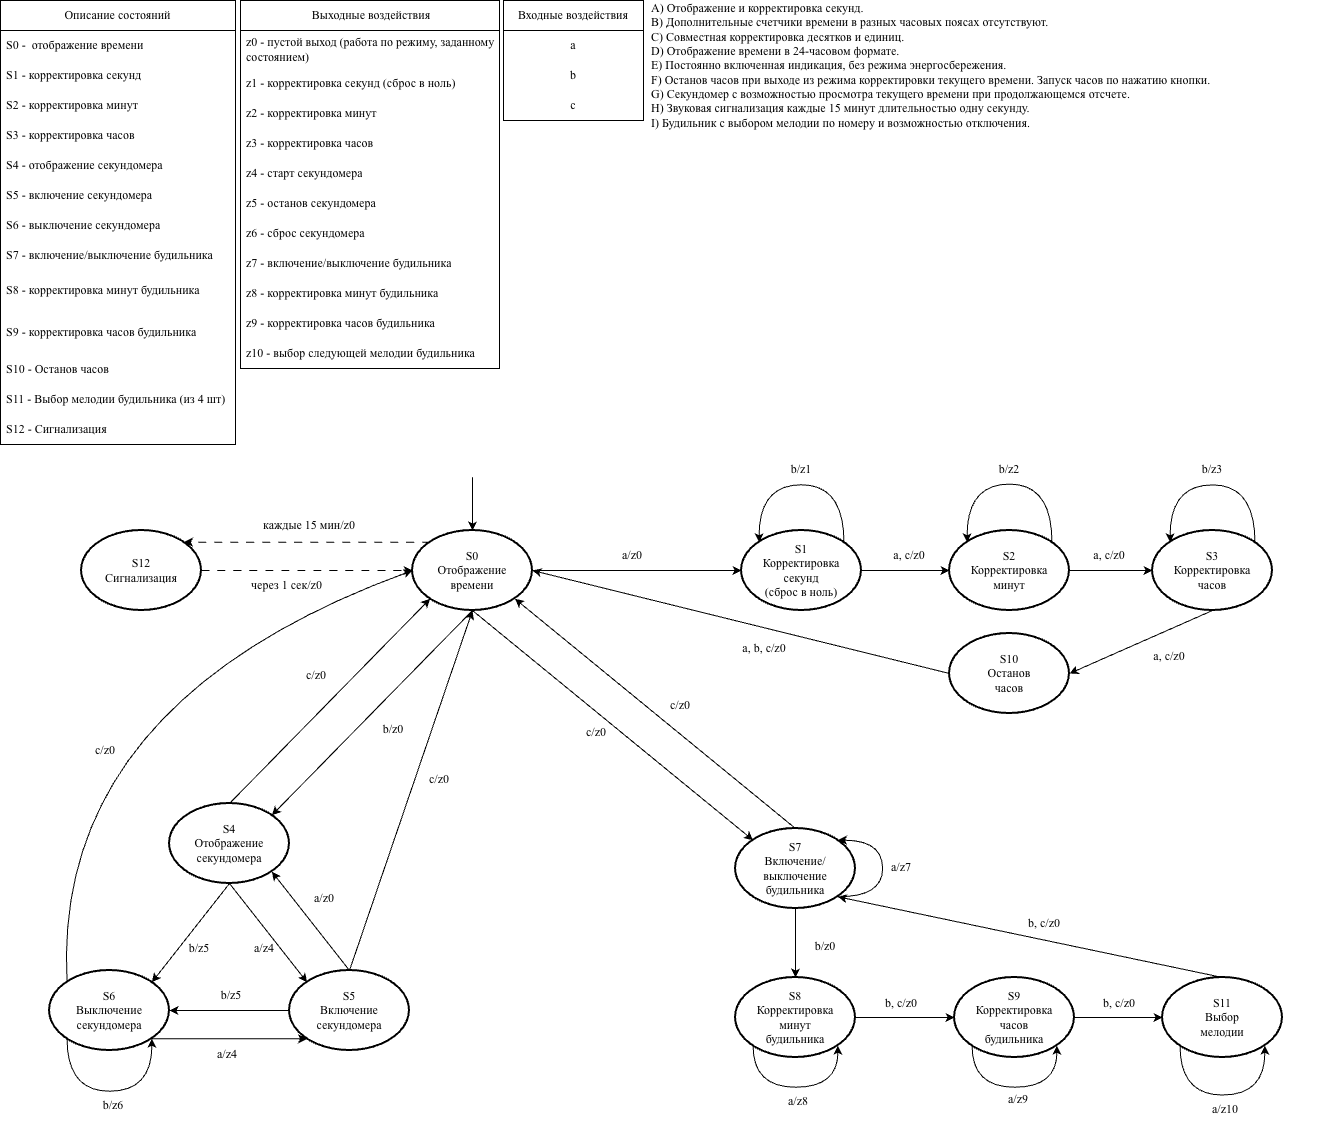 Описание состояний
S0 - отображение времени
S1 - корректировка секунд
S2 - корректировка минут
S3 - корректировка часов
S4 - отображение секундомера
S5 - включение секундомера
S6 - выключение секундомера
S7 - включение/выключение будильника
S8 - корректировка минут будильника
S9 - корректировка часов будильника
S10 - Останов часов
S11 - Выбор мелодии будильника (из 4 шт)
S12 - Сигнализация
Выходные воздействия
z0 - пустой выход (работа по режиму, заданному
состоянием)
z1 - корректировка секунд (сброс в ноль)
z2 - корректировка минут
z3 - корректировка часов
z4 - старт секундомера
z5 - останов секундомера
z6 - сброс секундомера
z7 - включение/выключение будильника
z8 - корректировка минут будильника
z9 - корректировка часов будильника
z10 - выбор следующей мелодии будильника
Входные воздействия
a
b
c
A) Отображение и корректировка секунд.
B) Дополнительные счетчики времени в разных часовых поясах отсутствуют.
C) Совместная корректировка десятков и единиц.
D) Отображение времени в 24-часовом формате.
E) Постоянно включенная индикация, без режима энергосбережения.
F) Останов часов при выходе из режима корректировки текущего времени. Запуск часов по нажатию кнопки.
G) Секундомер с возможностью просмотра текущего времени при продолжающемся отсчете.
H) Звуковая сигнализация каждые 15 минут длительностью одну секунду.
I) Будильник с выбором мелодии по номеру и возможностью отключения.
b/z1
b/z2
b/z3
каждые 15 мин/z0
S12
Сигнализация
через 1 сек/z0
S0
Отображение
времени
a/z0
S1
Корректировка
секунд
(сброс в ноль)
a, c/z0
S2
Корректировка
минут
a, c/z0
S3
Корректировка
часов
a, b, c/z0
S10
Останов
часов
a, c/z0
c/z0
b/z0
c/z0
c/z0
c/z0
c/z0
S4
Отображение
секундомера
a/z0
b/z5
a/z4
S7
Включение/
выключение
будильника
a/z7
b, c/z0
b/z0
S6
Выключение
секундомера
b/z5
a/z4
S5
Включение
секундомера
b/z6
S8
Корректировка
минут
будильника
b, c/z0
S9
Корректировка
часов
будильника
b, c/z0
S11
Выбор
мелодии
a/z8
a/z9
a/z10